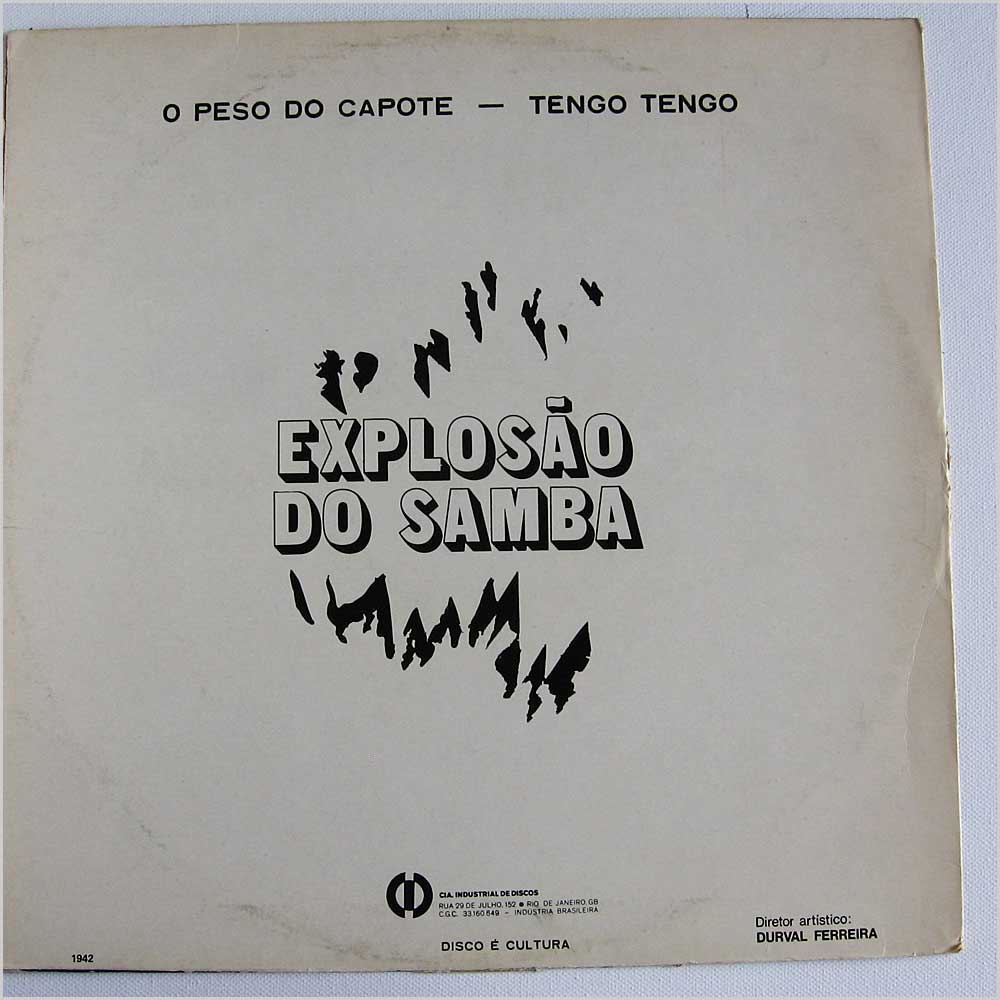 O PESO DO CAPOTE — TENGO TENGO
EXPLOSÃO
DO SAMBA
CIA. INDUSTRIAL DE DISCOS
RUA 29 DE JULHO, 152 ● RIO DE JANEIRO, GB
C.G.C. 33.160.649 - INDÚSTRIA BRASILEIRA
DISCO É CULTURA
Diretor artístico:
DURVAL FERREIRA
1942